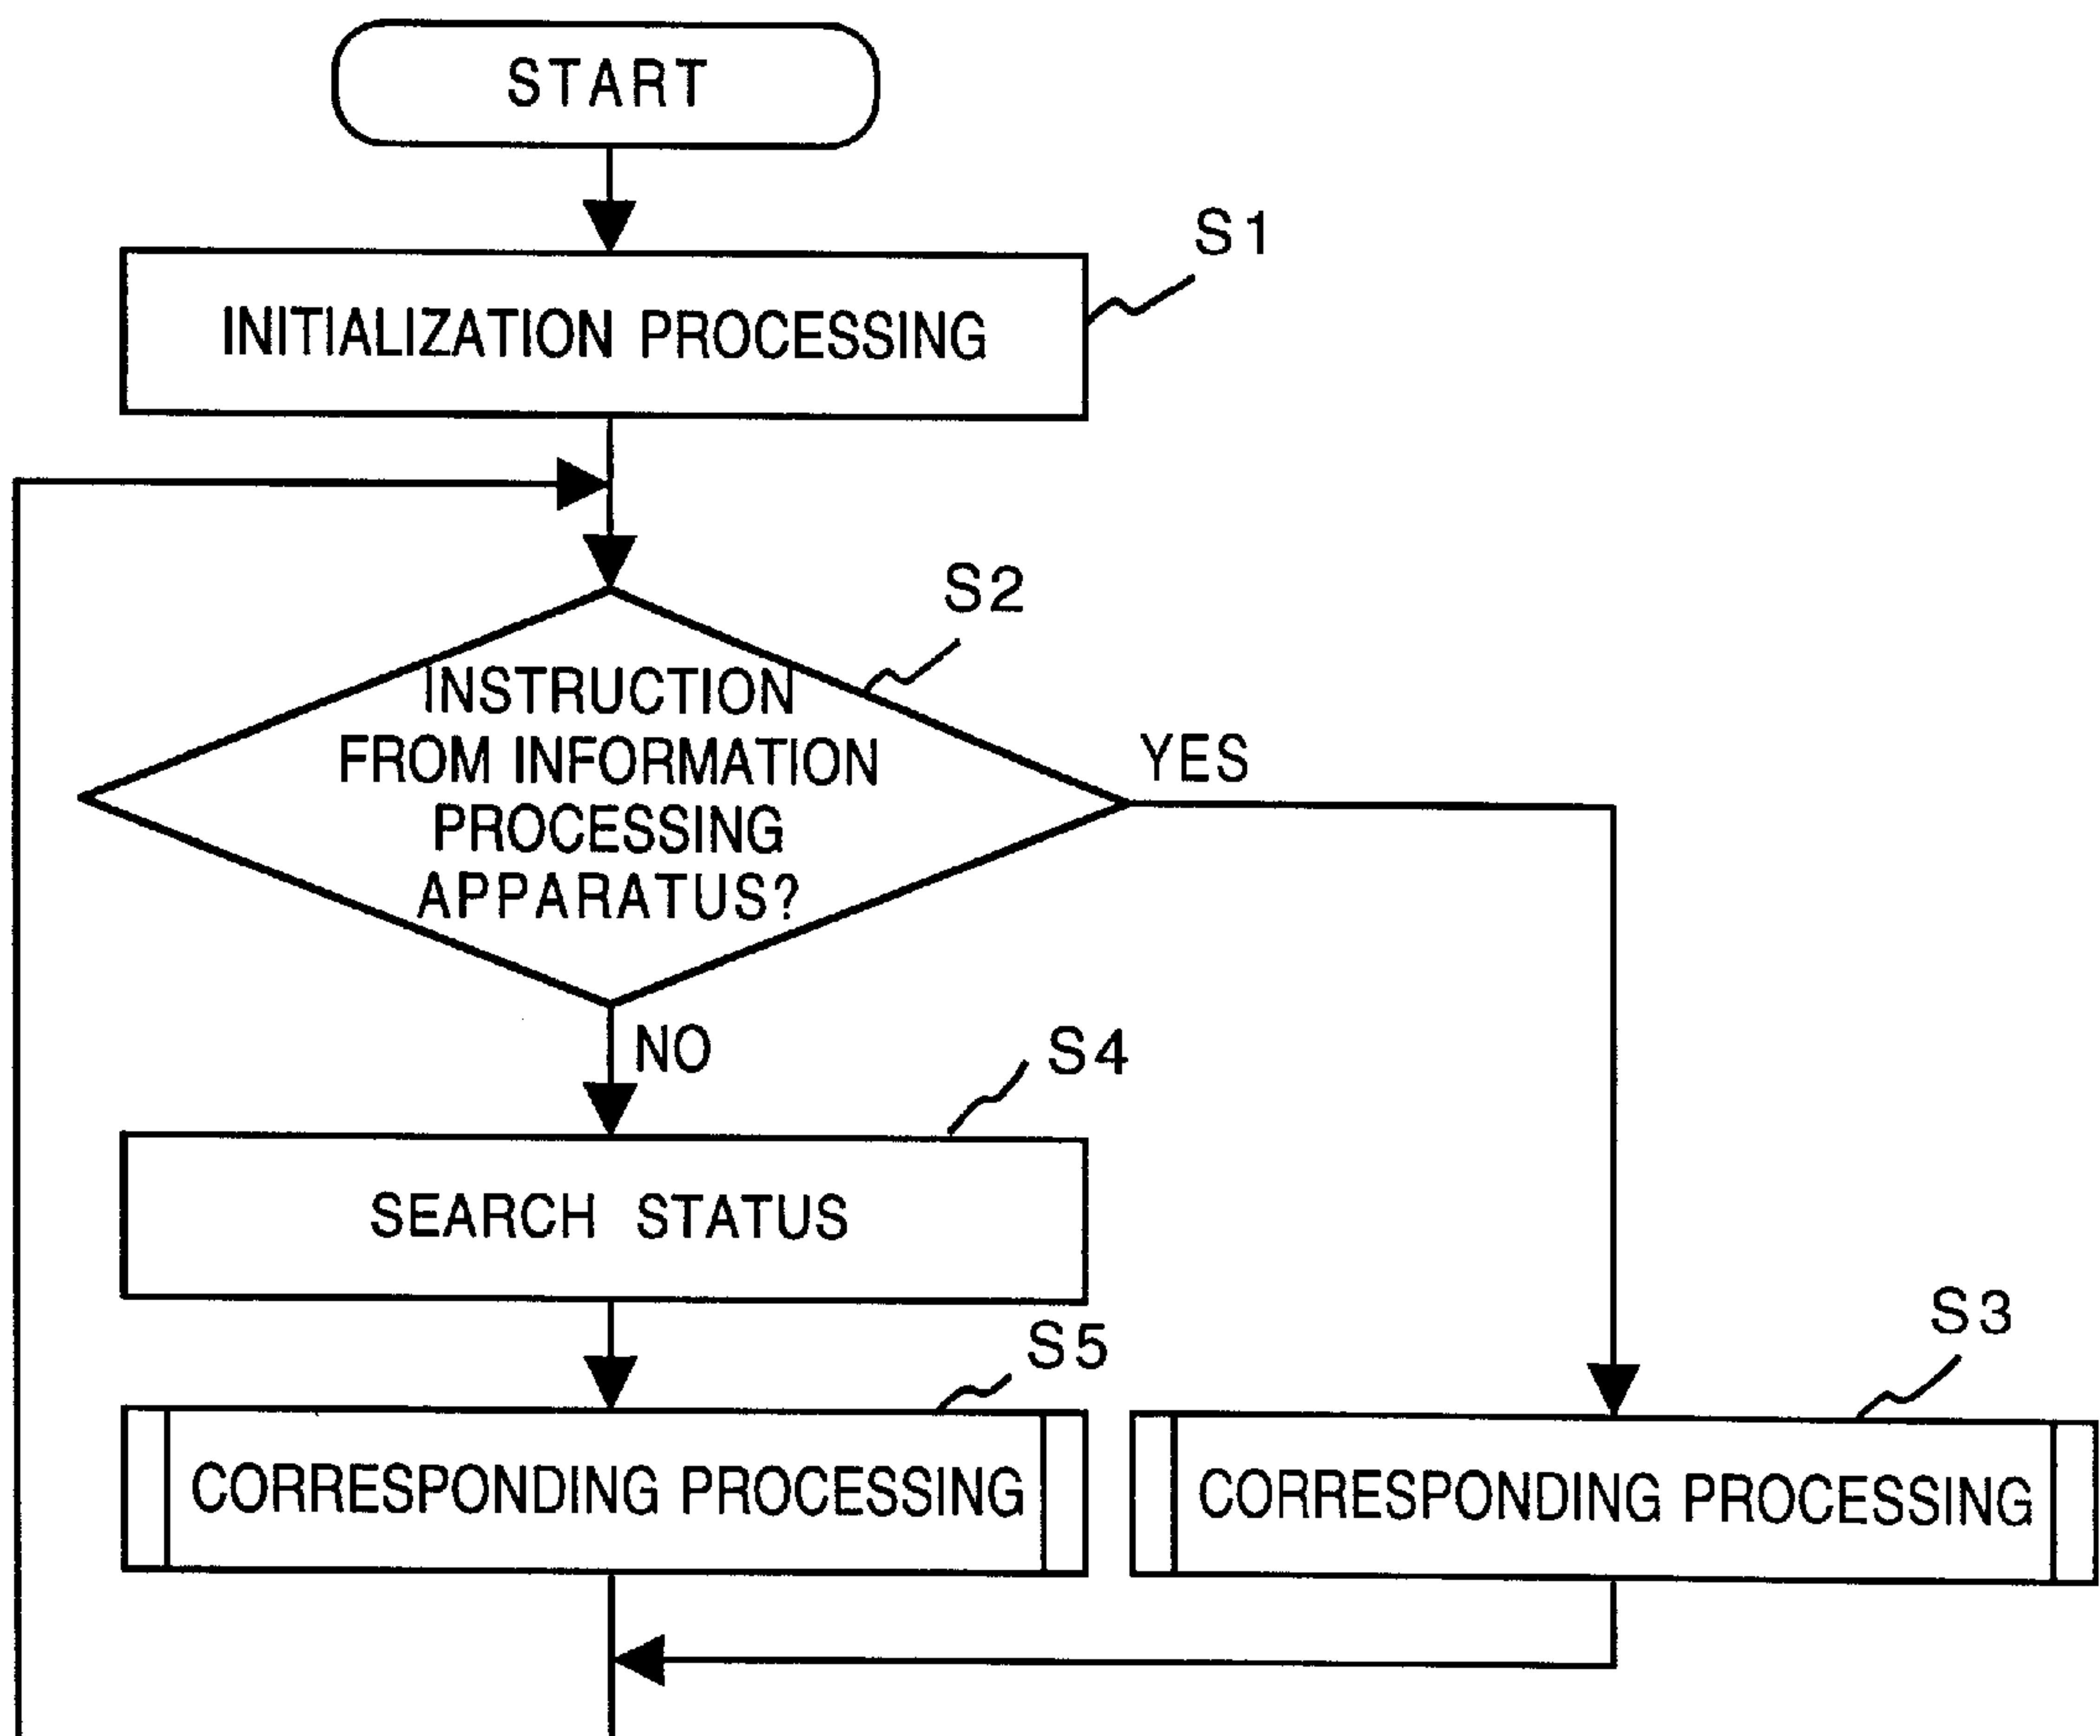 START
S1
INITIALIZATION PROCESSING
S2
INSTRUCTION
FROM INFORMATION
PROCESSING
APPARATUS?
YES
NO
S4
SEARCH STATUS
S5
S3
CORRESPONDING PROCESSING
CORRESPONDING PROCESSING